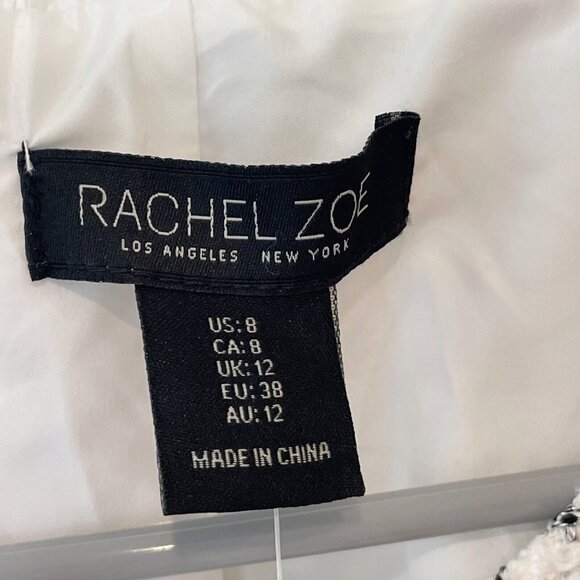 RACHEL ZOE
LOS ANGELES NEW YORK
US: 8
CA: 8
UK: 12
EU: 38
AU: 12
MADE IN CHINA